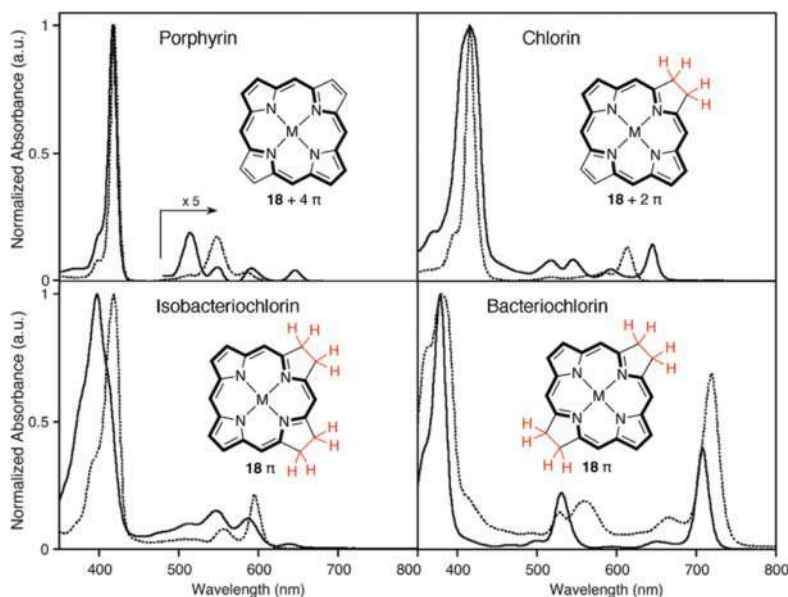 Normalized Absorbance (a.u.)
1
0.5
0
Porphyrin
N
N
M
N
N
18 + 4 π
x 5
Chlorin
H
H
H
H
N
N
M
N
N
18 + 2 π
Normalized Absorbance (a.u.)
1
0.5
0
Isobacteriochlorin
H
H
H
H
N
N
M
N
N
H
H
H
H
18 π
Bacteriochlorin
H
H
H
H
N
N
M
N
N
H
H
H
H
18 π
400 500 600 700 800 400 500 600 700 800
Wavelength (nm) Wavelength (nm)